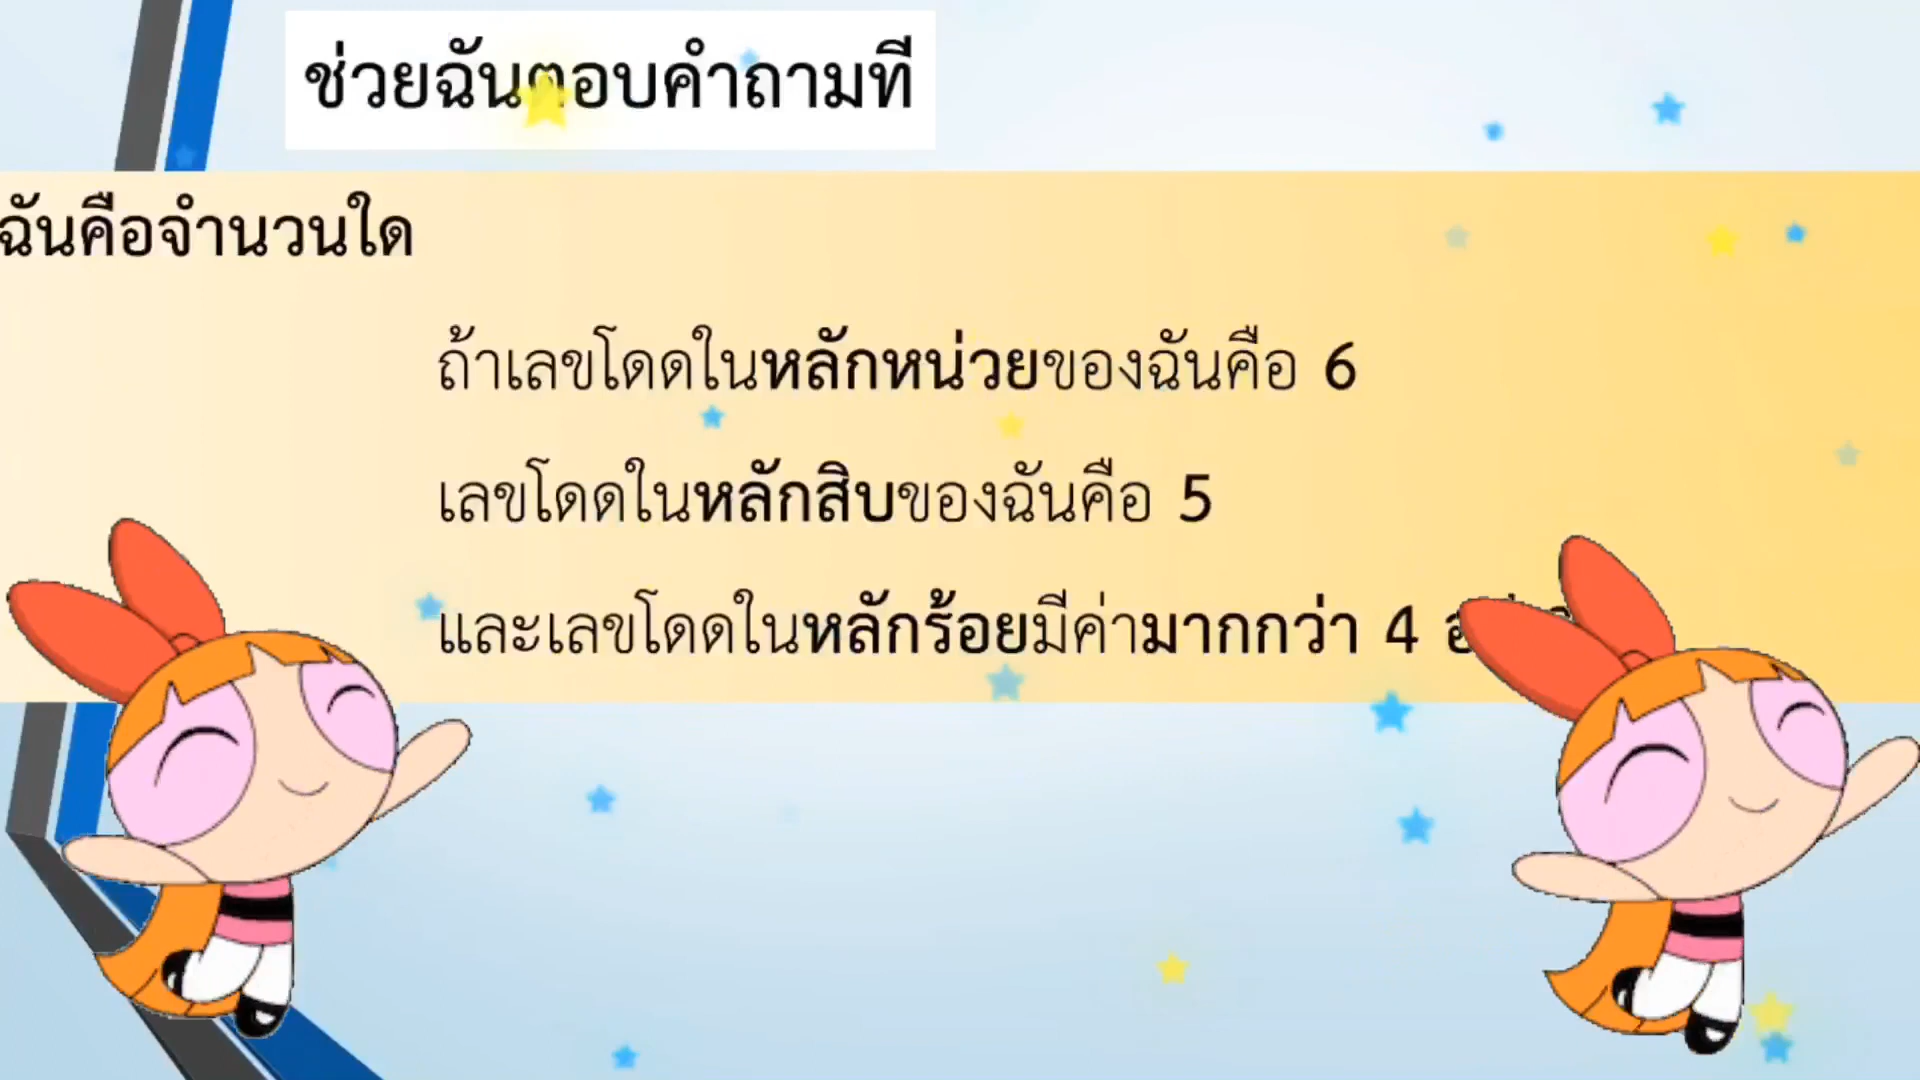 ช่วยฉันตอบคำถามที
ฉันคือจำนวนใด
ถ้าเลขโดดในหลักหน่วยของฉันคือ 6
เลขโดดในหลักสิบของฉันคือ 5
และเลขโดดในหลักร้อยมีค่ามากกว่า 4